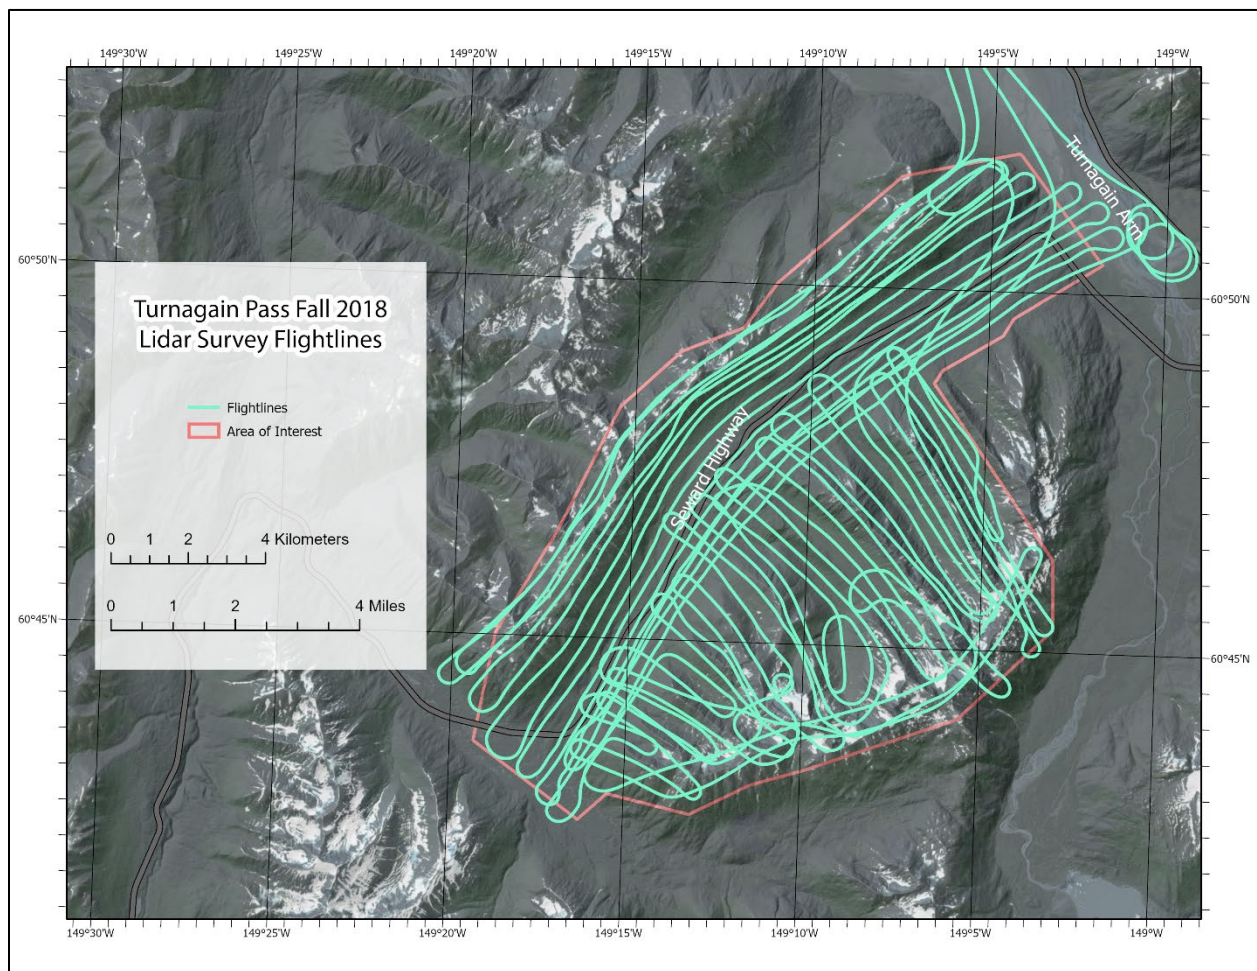 149°30'W 149°25'W 149°20'W 149°15'W 149°10'W 149°5'W 149°W
Turnagain Arm
60°50'N
60°50'N
Turnagain Pass Fall 2018
Lidar Survey Flightlines
Flightlines
Area of Interest
Seward Highway
0 1 2 4 Kilometers
0 1 2 4 Miles
60°45'N
60°45'N
149°30'W 149°25'W 149°20'W 149°15'W 149°10'W 149°5'W 149°W